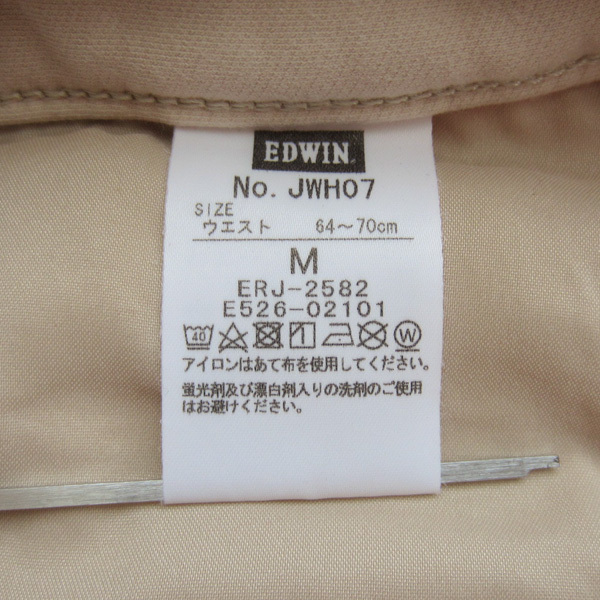 EDWIN
No. JWH07
SIZE
ウエスト 64～70cm
M
ERJ-2582
E526-02101
40 W
アイロンはあて布を使用してください。
蛍光剤及び漂白剤入りの洗剤のご使用
はお避けください。